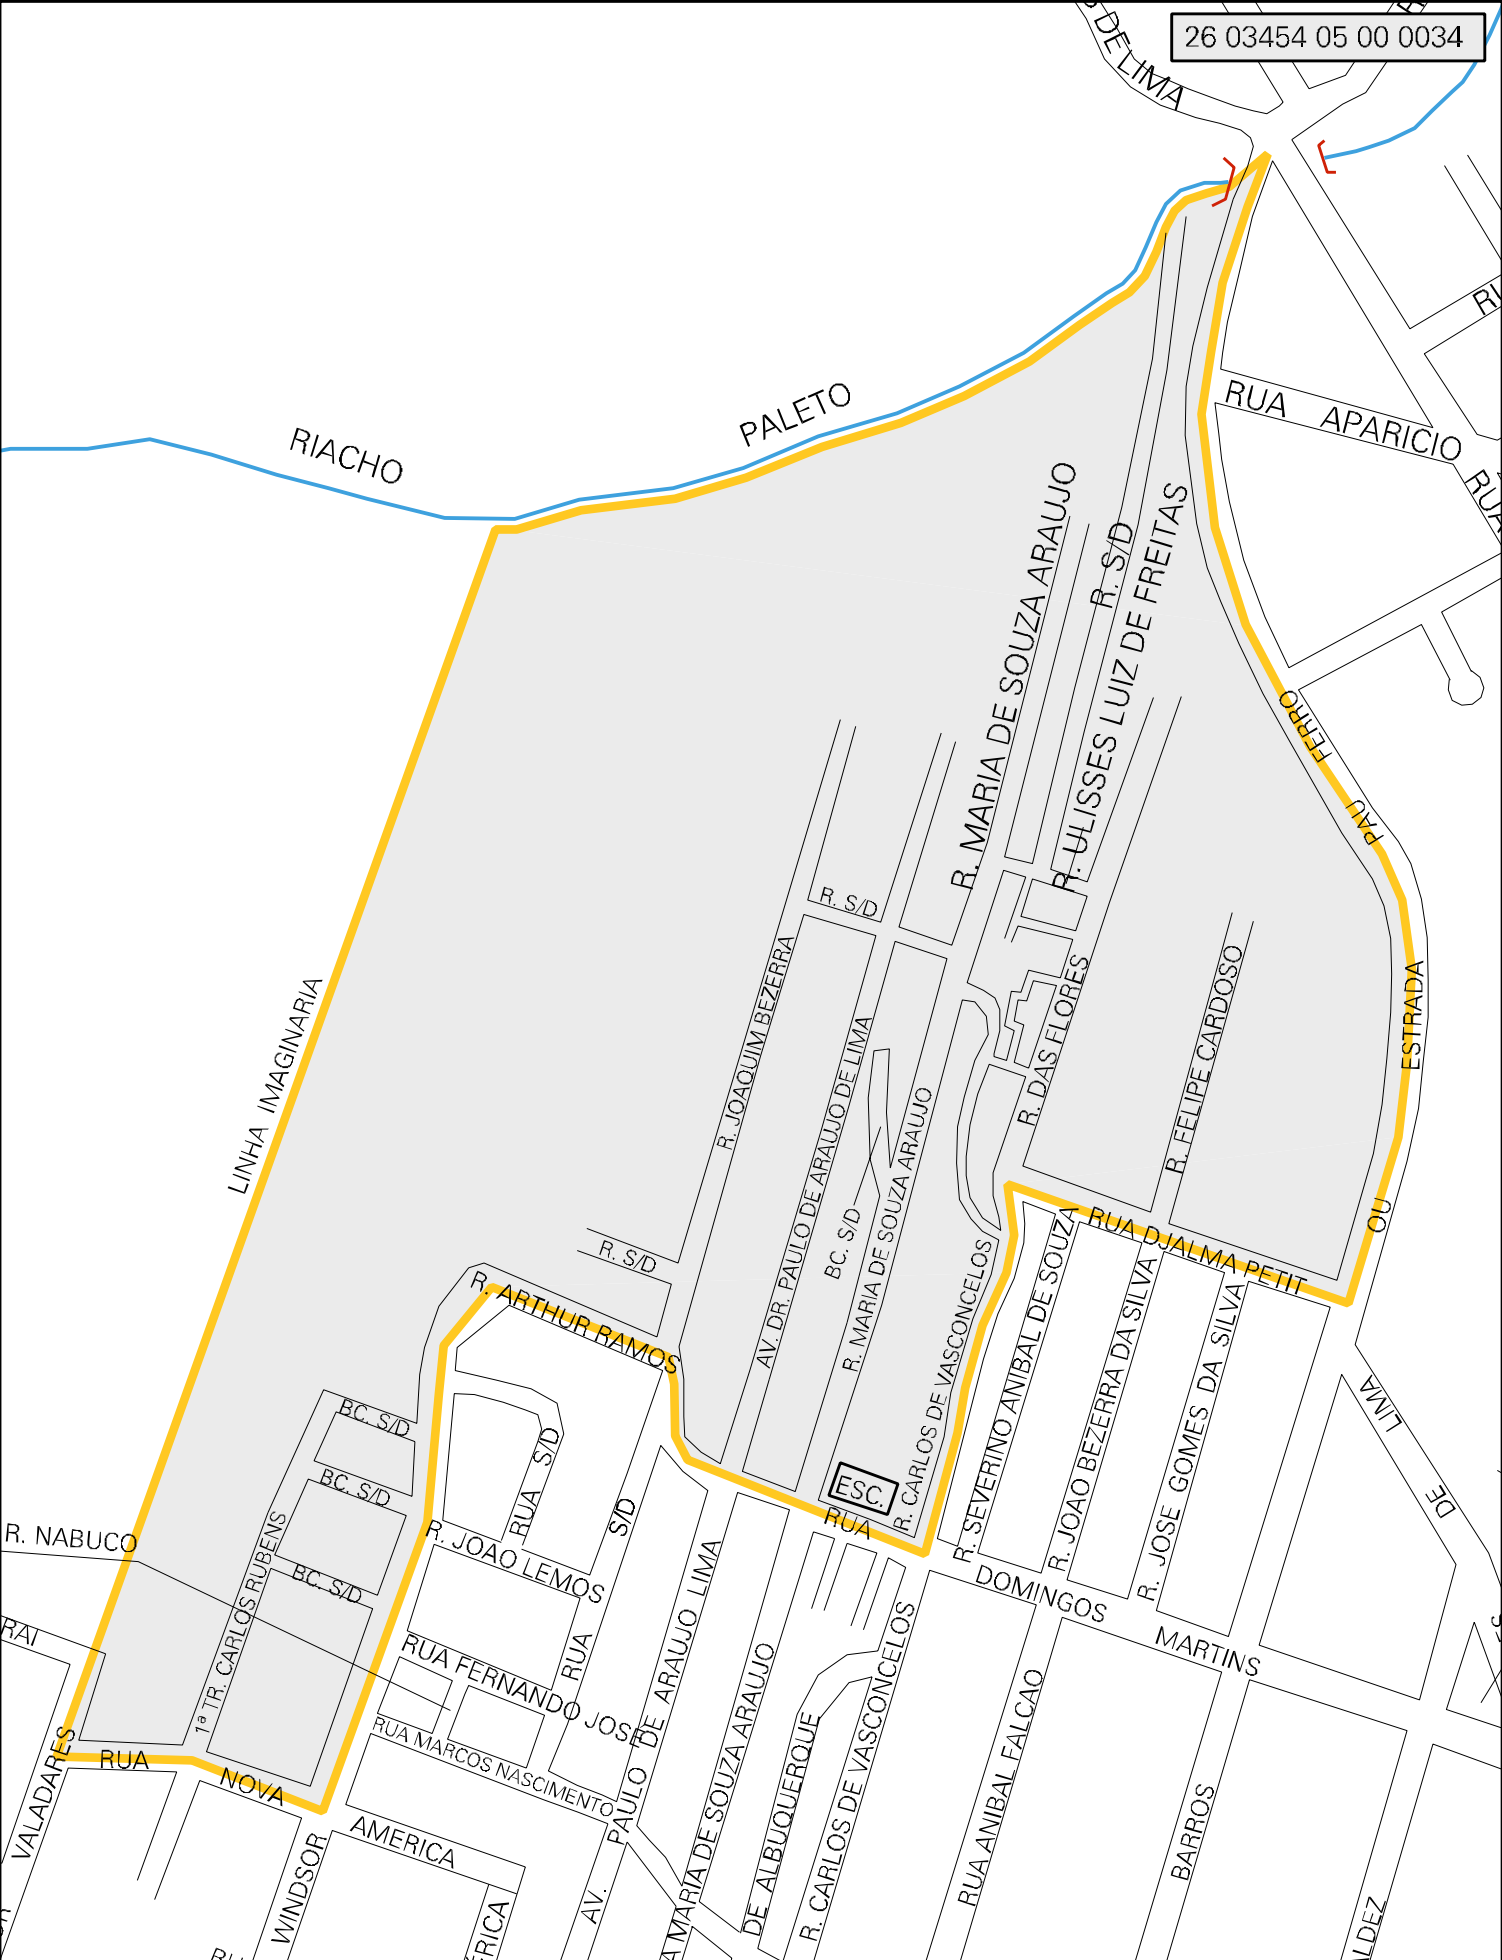 26 03454 05 00 0034
DE LIMA
RUA APARICIO
RUA
RIACHO PALETO
R. MARIA DE SOUZA ARAUJO
R. S/D
R. ULISSES LUIZ DE FREITAS
ESTRADA PAU FERRO
OU
LINHA IMAGINARIA
R. S/D
R. JOAQUIM BEZERRA
AV. DR. PAULO DE ARAUJO DE LIMA
BC. S/D
R. MARIA DE SOUZA ARAUJO
R. DAS FLORES
R. FELIPE CARDOSO
R. S/D
R. ARTHUR RAMOS
RUA DJALMA PETIT
R. CARLOS DE VASCONCELOS
R. SEVERINO ANIBAL DE SOUZA
R. JOAO BEZERRA DA SILVA
R. JOSE GOMES DA SILVA
DE LIMA
BC. S/D
BC. S/D
BC. S/D
RUA S/D
ESC.
RUA DOMINGOS MARTINS
R. NABUCO
RAI
1ª TR. CARLOS RUBENS
R. JOAO LEMOS
RUA S/D
RUA FERNANDO JOSE
RUA MARCOS NASCIMENTO
AV. PAULO DE ARAUJO LIMA
MARIA DE SOUZA ARAUJO
DE ALBUQUERQUE
R. CARLOS DE VASCONCELOS
RUA ANIBAL FALCAO
BARROS
VALADARES
RUA NOVA
WINDSOR
AMERICA
RICA
LDEZ